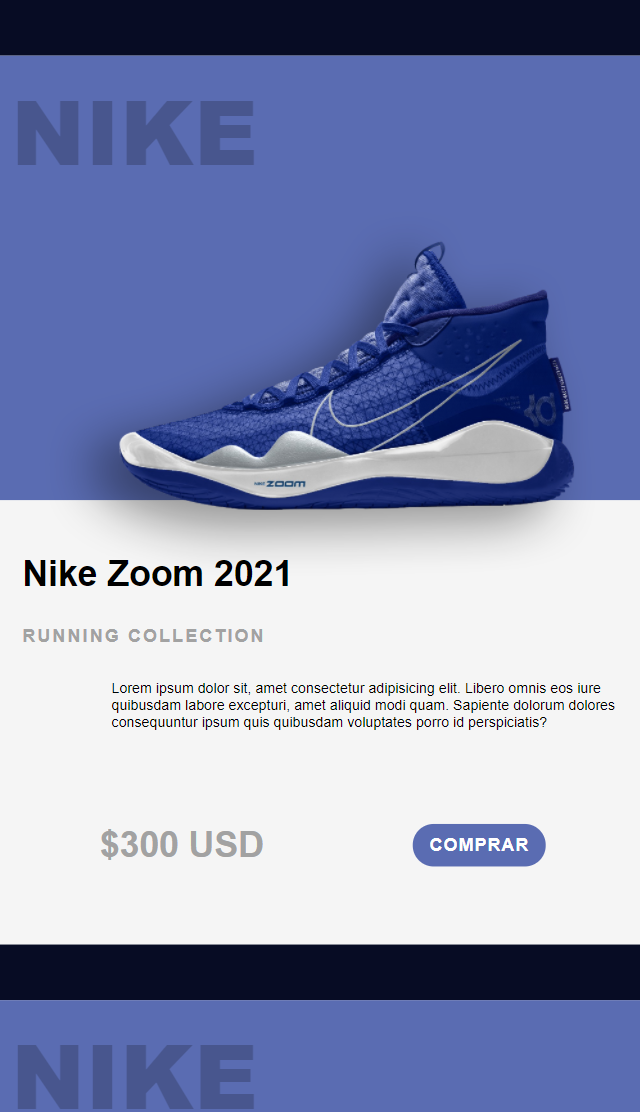 NIKE
NIKE ZOOM
Nike Zoom 2021
RUNNING COLLECTION
Lorem ipsum dolor sit, amet consectetur adipisicing elit. Libero omnis eos iure
quibusdam labore excepturi, amet aliquid modi quam. Sapiente dolorum dolores
consequuntur ipsum quis quibusdam voluptates porro id perspiciatis?
$300 USD
COMPRAR
NIKE